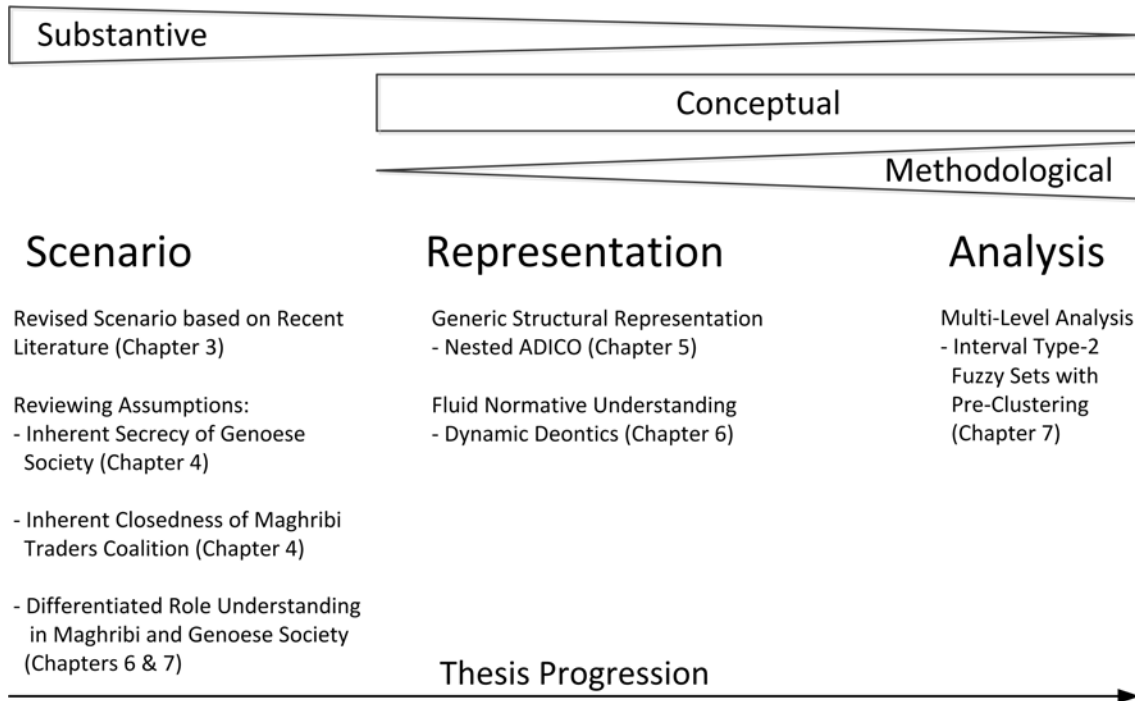 Substantive
Conceptual
Methodological
Scenario
Revised Scenario based on Recent
Literature (Chapter 3)
Reviewing Assumptions:
- Inherent Secrecy of Genoese
Society (Chapter 4)
- Inherent Closedness of Maghribi
Traders Coalition (Chapter 4)
- Differentiated Role Understanding
in Maghribi and Genoese Society
(Chapters 6 & 7)
Representation
Generic Structural Representation
- Nested ADICO (Chapter 5)
Fluid Normative Understanding
- Dynamic Deontics (Chapter 6)
Analysis
Multi-Level Analysis
- Interval Type-2
Fuzzy Sets with
Pre-Clustering
(Chapter 7)
Thesis Progression